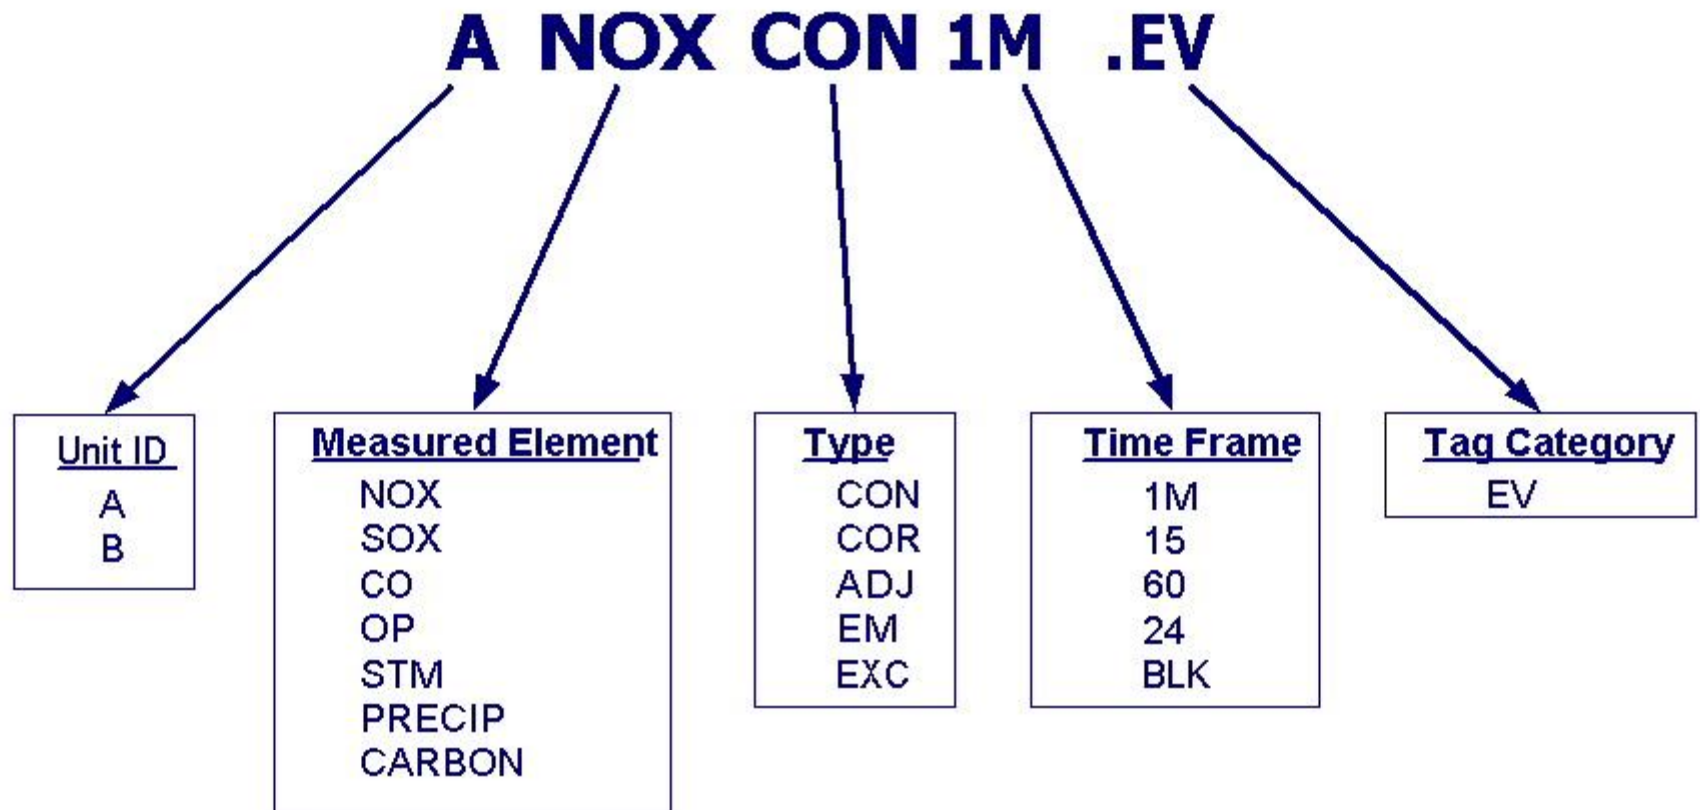 A NOX CON 1M .EV
Unit ID
A
B
Measured Element
NOX
SOX
CO
OP
STM
PRECIP
CARBON
Type
CON
COR
ADJ
EM
EXC
Time Frame
1M
15
60
24
BLK
Tag Category
EV